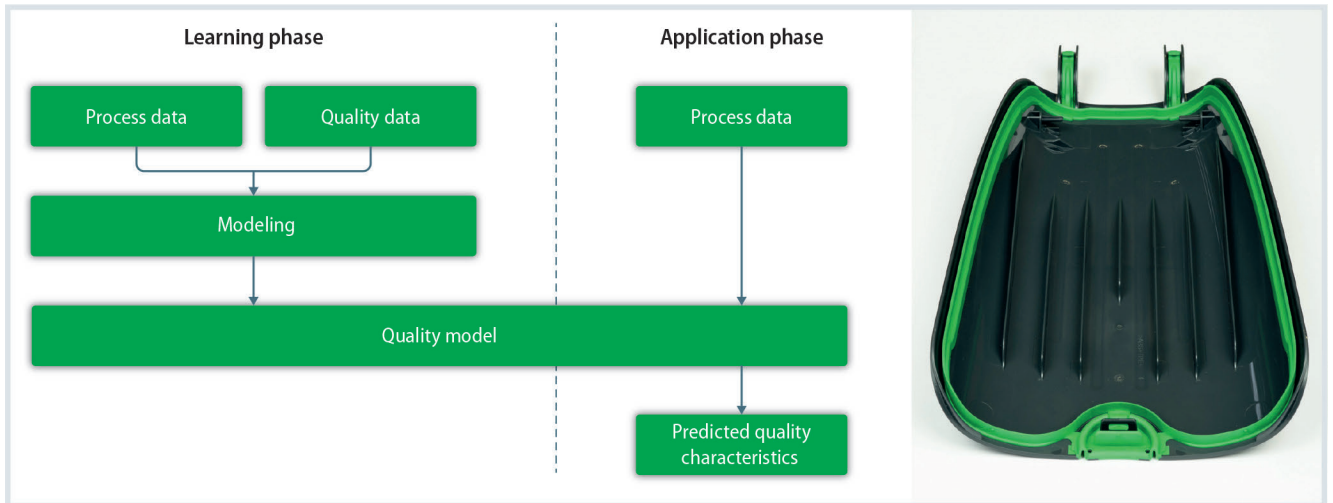 Learning phase
Application phase
Process data
Quality data
Process data
Modeling
Quality model
Predicted quality
characteristics